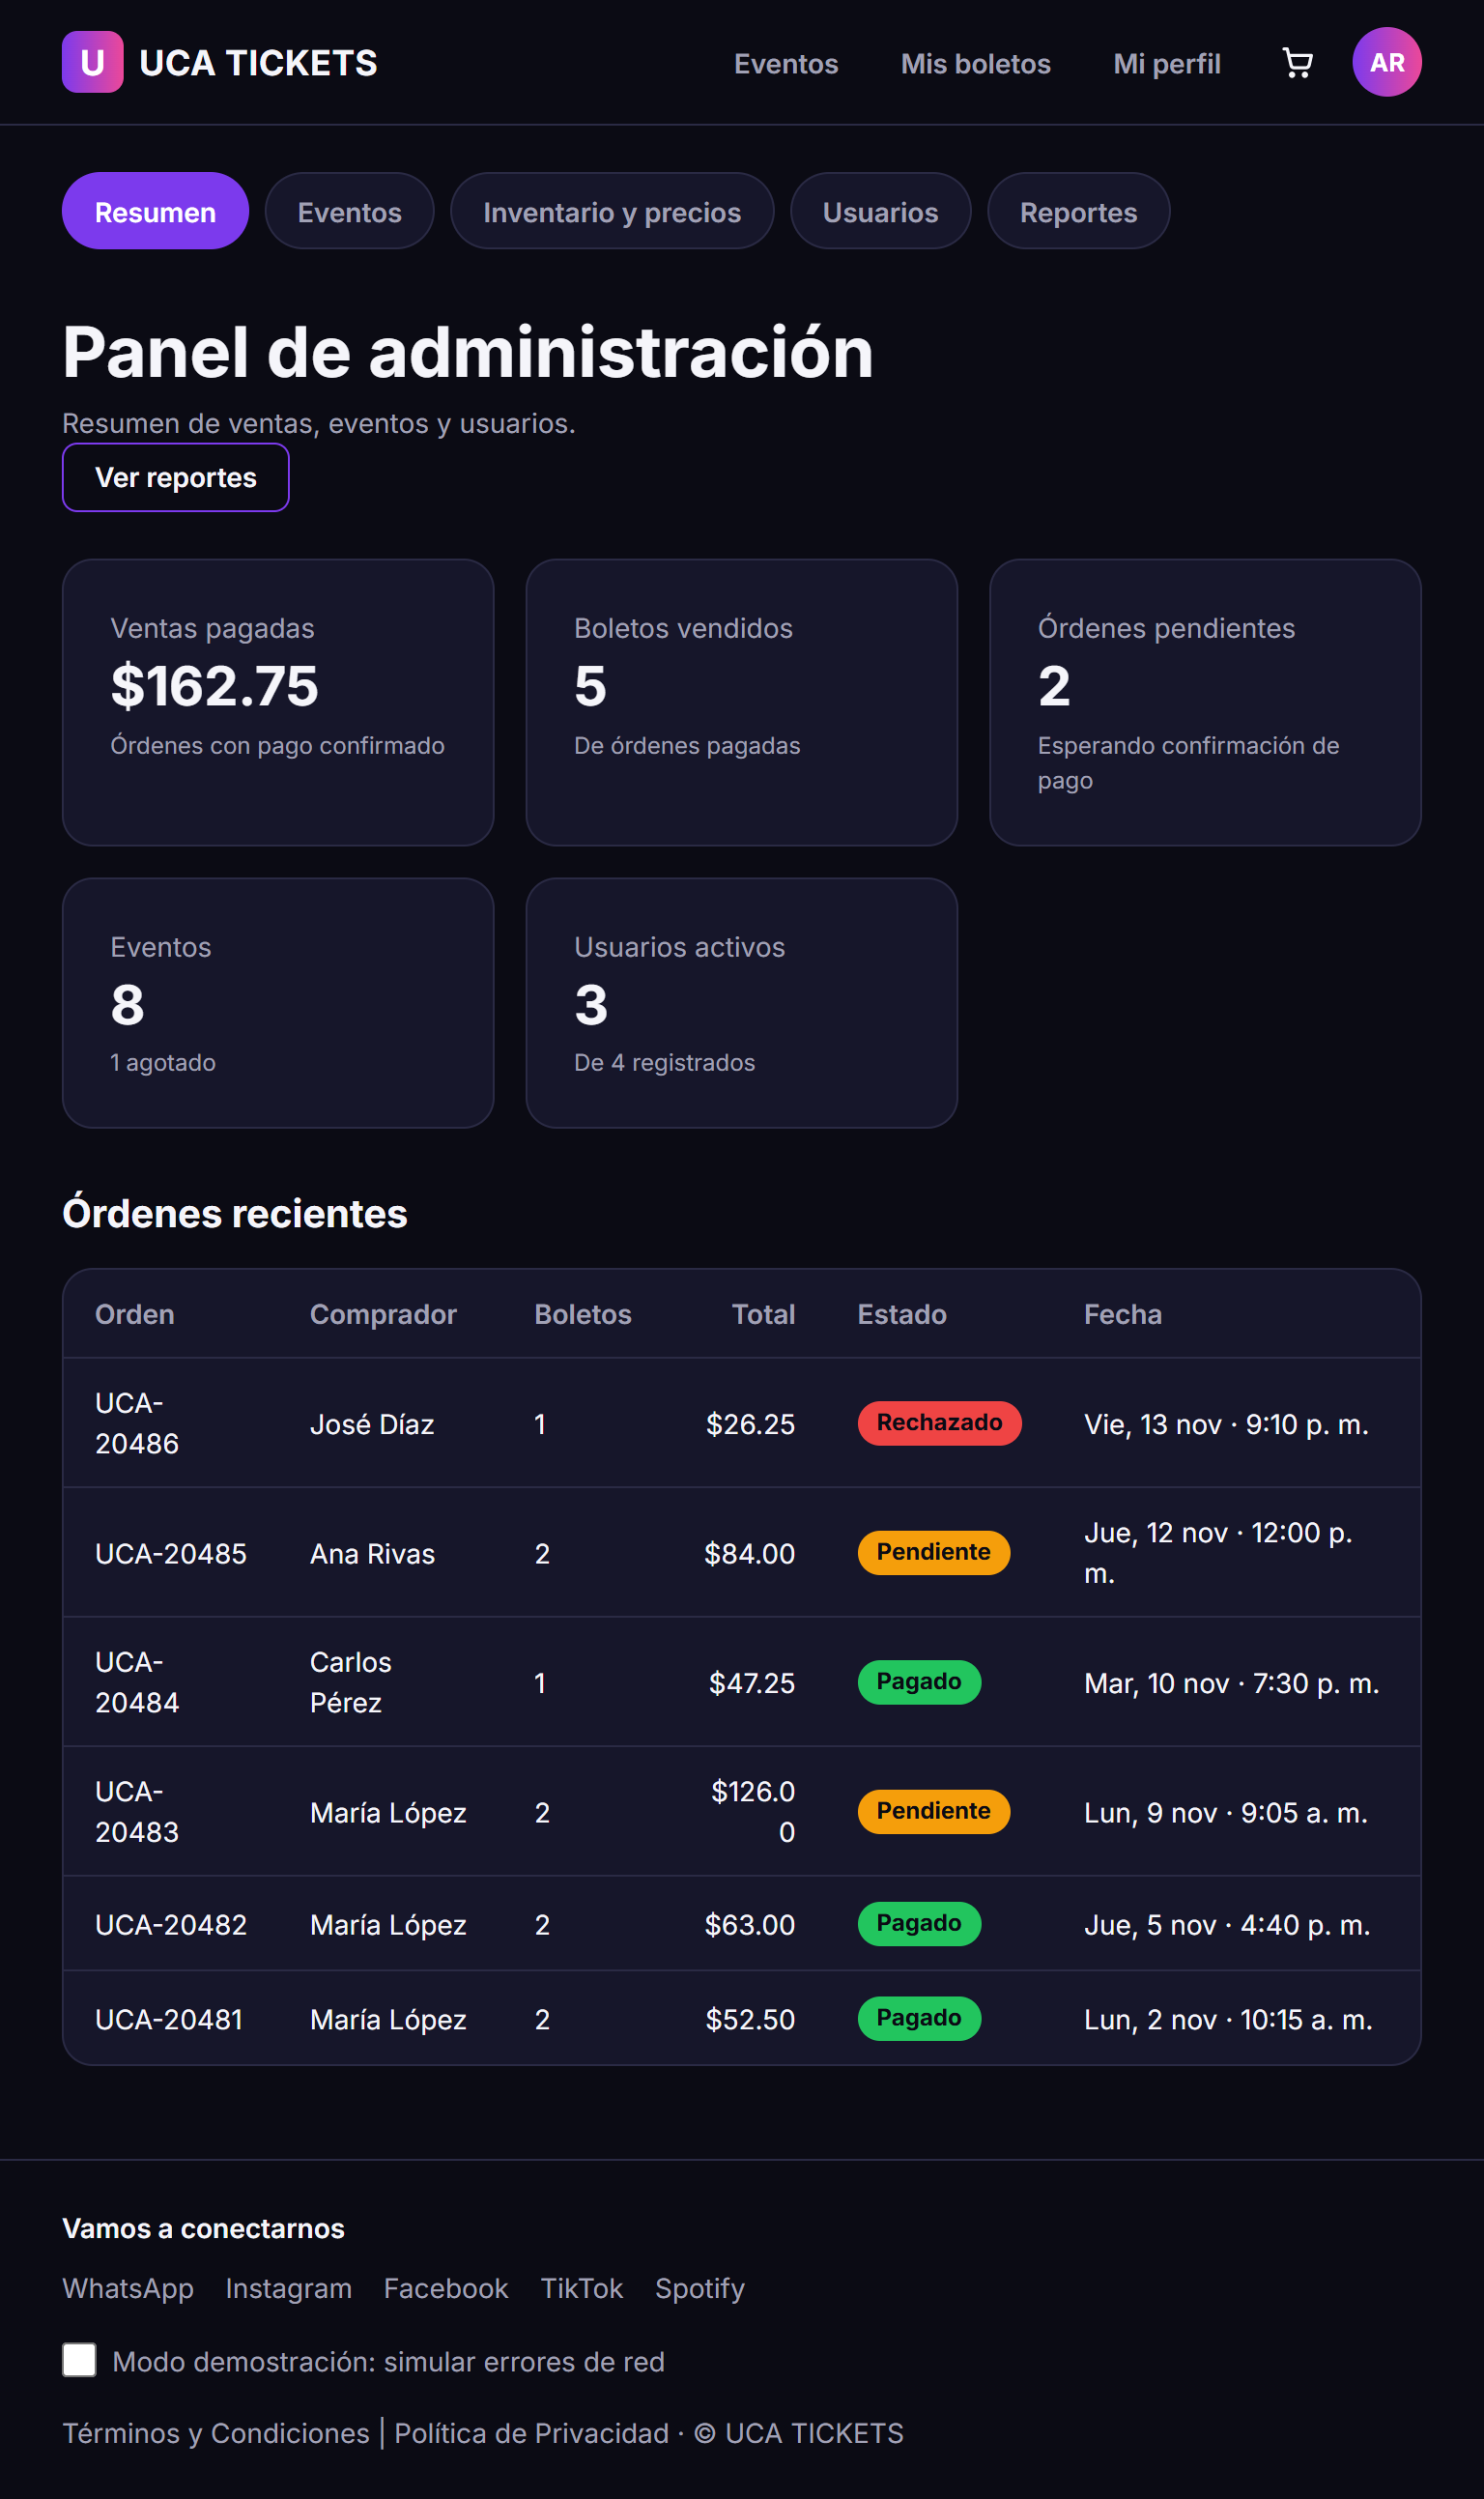 U UCA TICKETS Eventos Mis boletos Mi perfil AR
Resumen Eventos Inventario y precios Usuarios Reportes
Panel de administración
Resumen de ventas, eventos y usuarios.
Ver reportes
Ventas pagadas
$162.75
Órdenes con pago confirmado
Boletos vendidos
5
De órdenes pagadas
Órdenes pendientes
2
Esperando confirmación de
pago
Eventos
8
1 agotado
Usuarios activos
3
De 4 registrados
Órdenes recientes
Orden Comprador Boletos Total Estado Fecha
UCA-
20486 José Díaz 1 $26.25 Rechazado Vie, 13 nov · 9:10 p. m.
UCA-20485 Ana Rivas 2 $84.00 Pendiente Jue, 12 nov · 12:00 p.
m.
UCA-
20484 Carlos
Pérez 1 $47.25 Pagado Mar, 10 nov · 7:30 p. m.
UCA-
20483 María López 2 $126.0
0 Pendiente Lun, 9 nov · 9:05 a. m.
UCA-20482 María López 2 $63.00 Pagado Jue, 5 nov · 4:40 p. m.
UCA-20481 María López 2 $52.50 Pagado Lun, 2 nov · 10:15 a. m.
Vamos a conectarnos
WhatsApp Instagram Facebook TikTok Spotify
Modo demostración: simular errores de red
Términos y Condiciones | Política de Privacidad · © UCA TICKETS